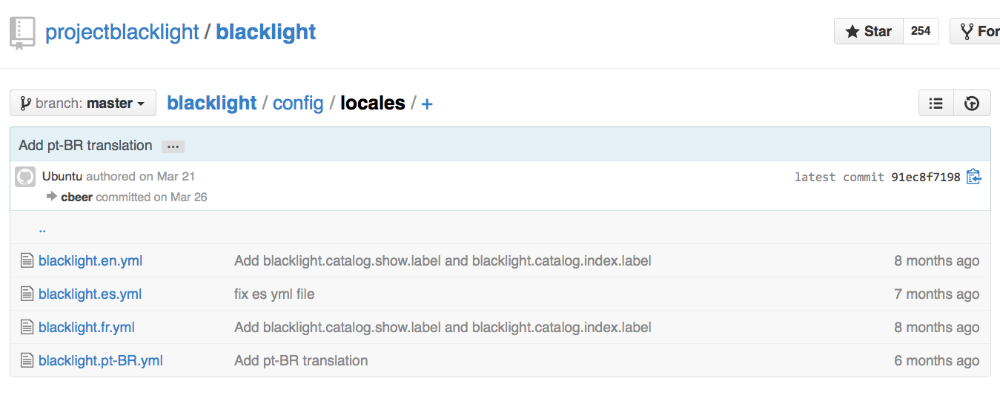 projectblacklight / blacklight
Star 254
For
branch: master
blacklight / config / locales / +
Add pt-BR translation ...
Ubuntu authored on Mar 21
latest commit 91ec8f7198
cbeer committed on Mar 26
..
blacklight.en.yml Add blacklight.catalog.show.label and blacklight.catalog.index.label 8 months ago
blacklight.es.yml fix es yml file 7 months ago
blacklight.fr.yml Add blacklight.catalog.show.label and blacklight.catalog.index.label 8 months ago
blacklight.pt-BR.yml Add pt-BR translation 6 months ago